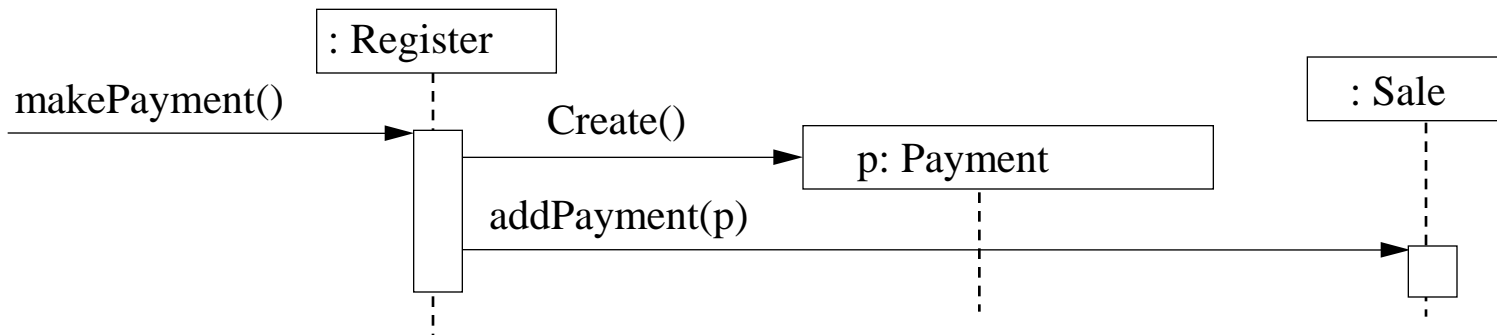 : Register
makePayment()
: Sale
Create()
p: Payment
addPayment(p)